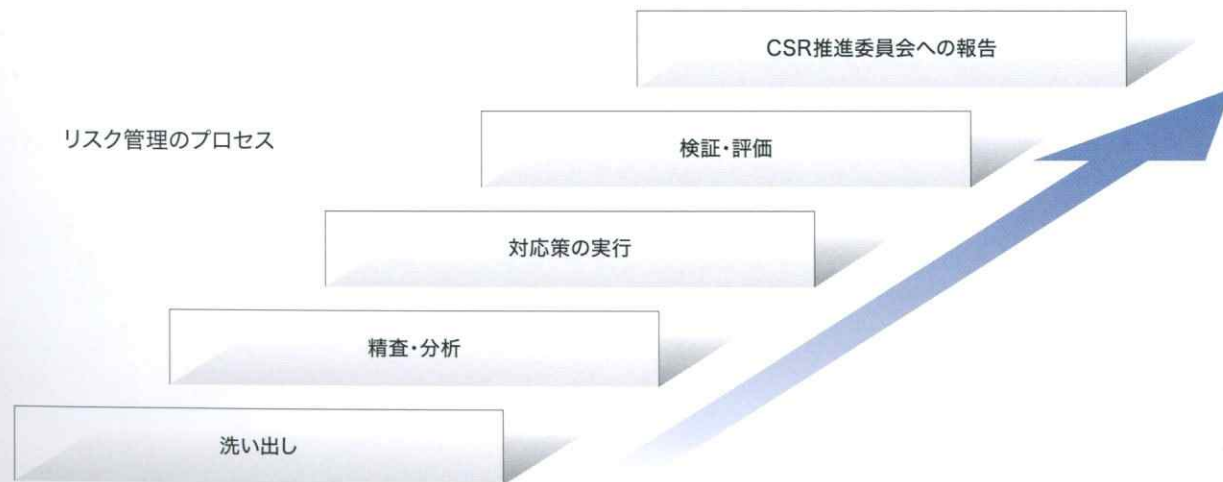 CSR推進委員会への報告
リスク管理のプロセス
検証・評価
対応策の実行
精査・分析
洗い出し